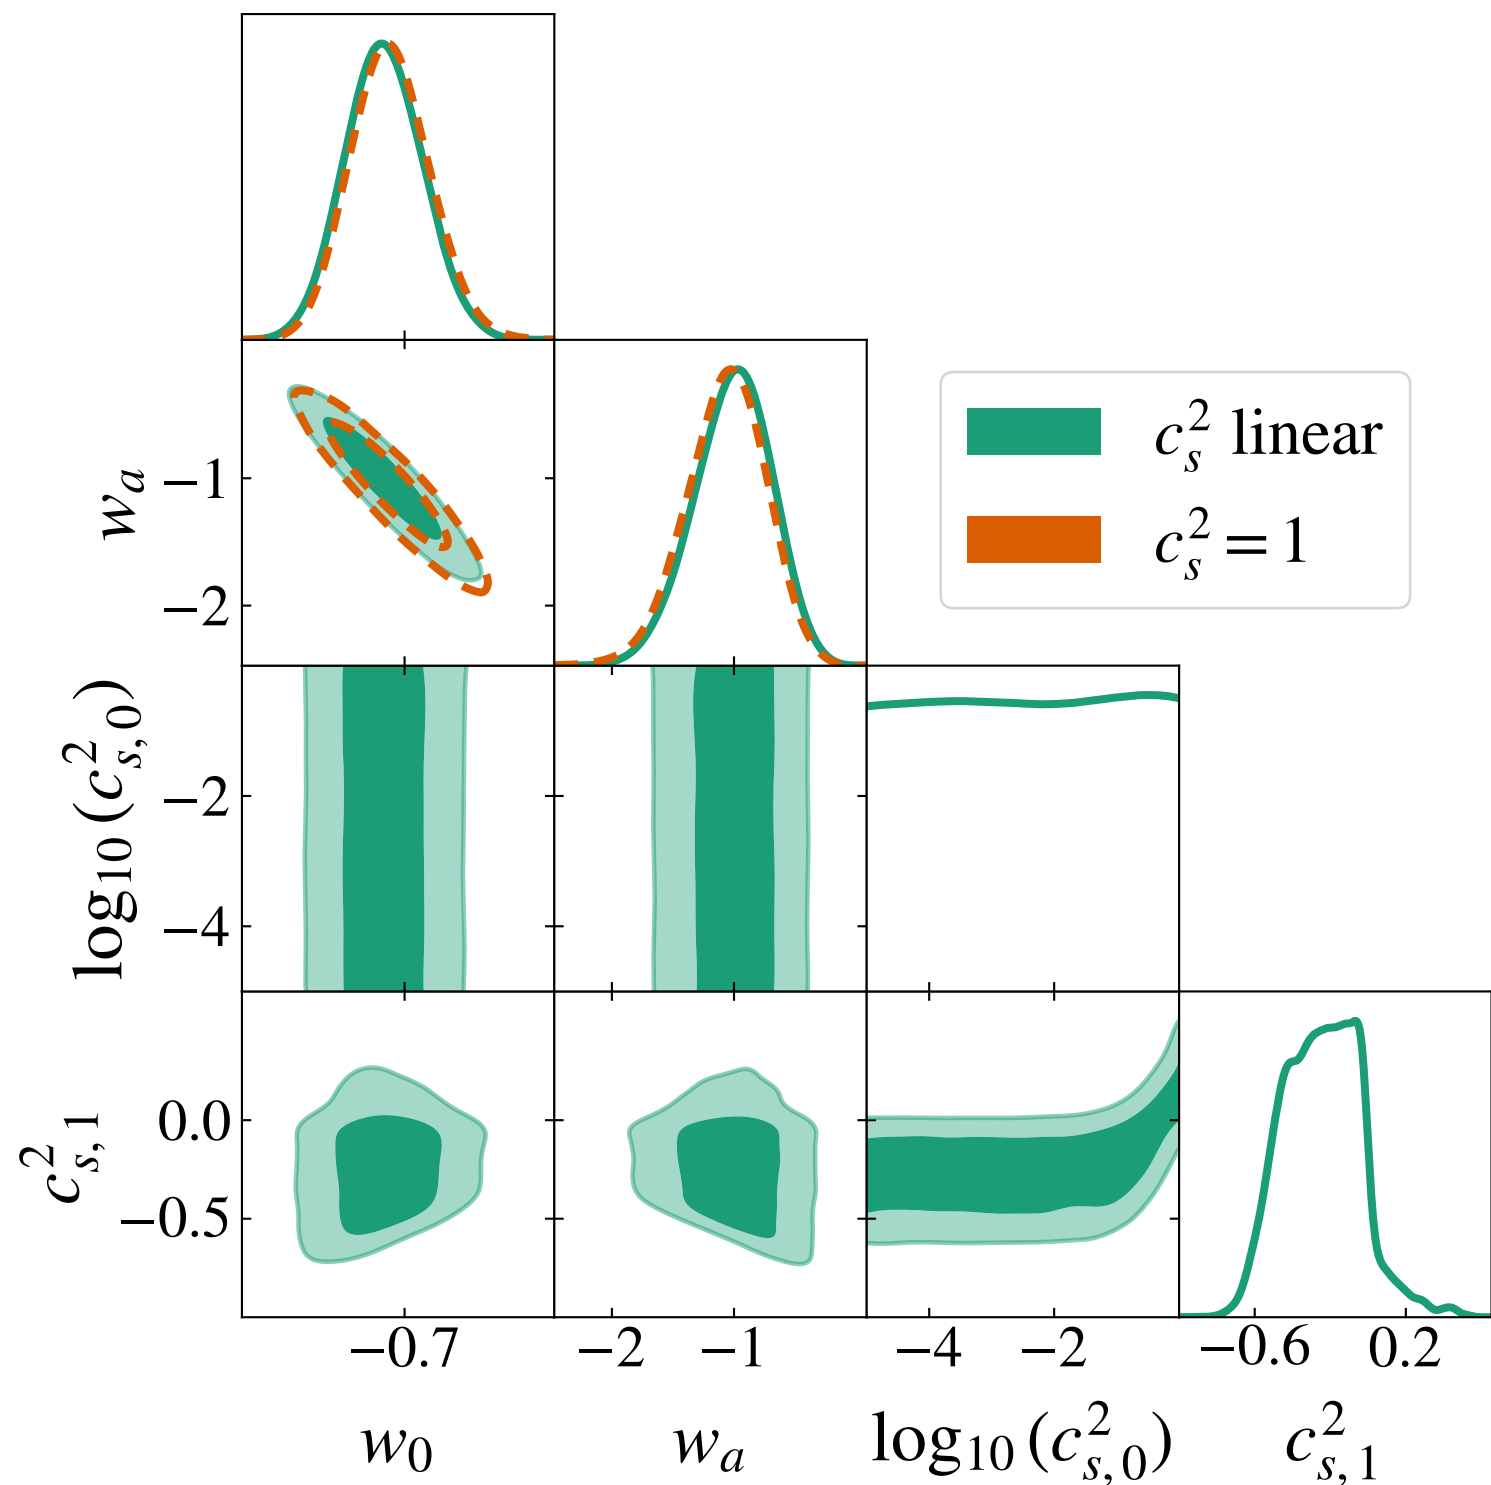 w_a
−1
−2
c_s^2 linear
c_s^2 = 1
log_10(c_{s,0}^2)
−2
−4
c_{s,1}^2
0.0
−0.5
−0.7
−2
−1
−4
−2
−0.6
0.2
w_0
w_a
log_10(c_{s,0}^2)
c_{s,1}^2